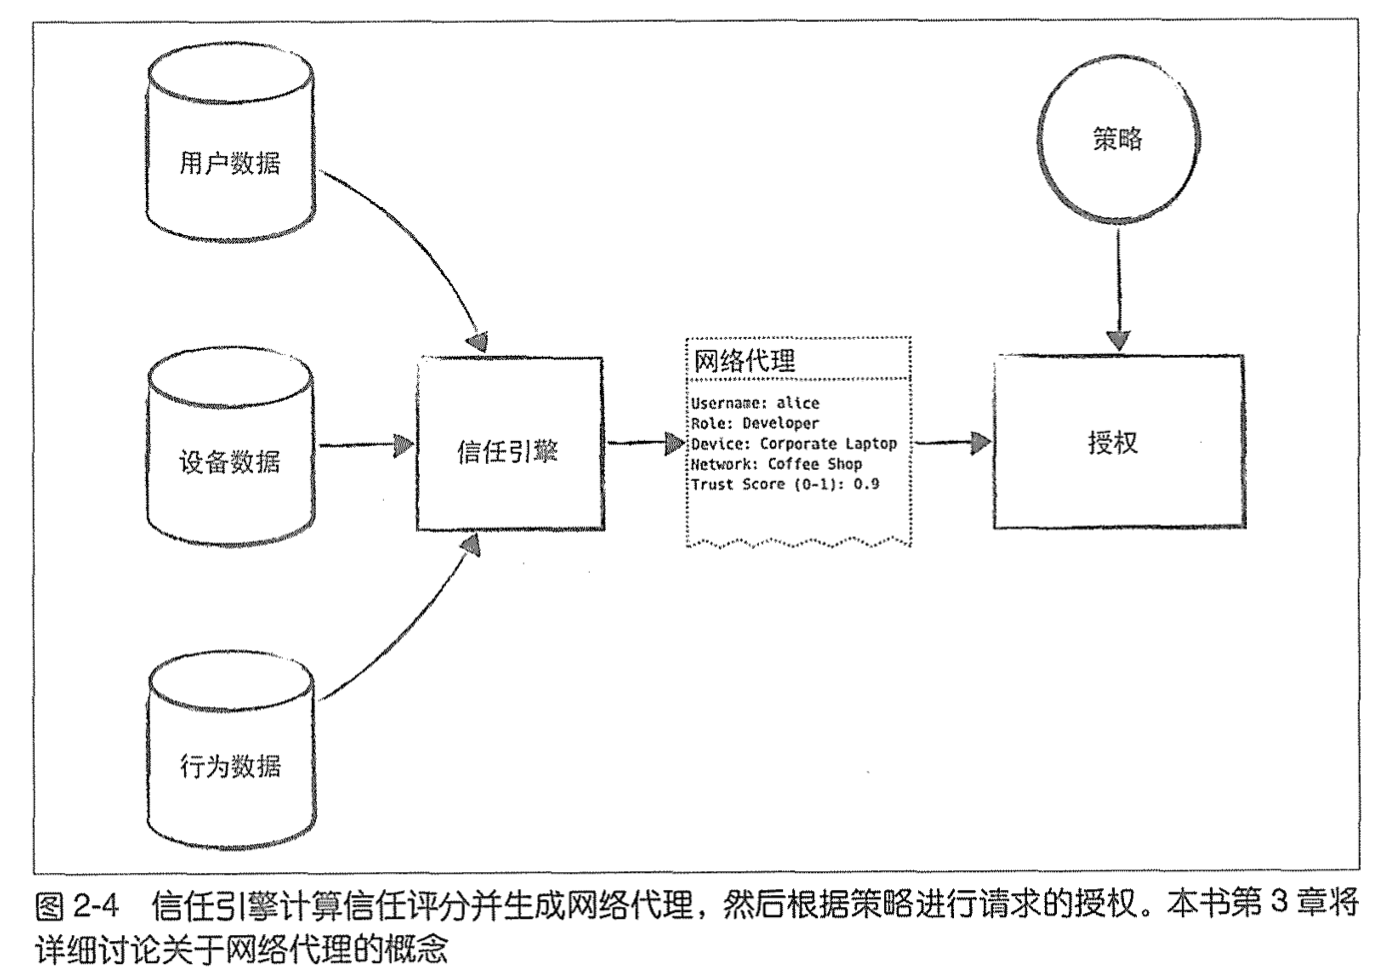 用户数据
策略
网络代理
Username: alice
Role: Developer
Device: Corporate Laptop
Network: Coffee Shop
Trust Score (0-1): 0.9
设备数据
信任引擎
授权
行为数据
图 2-4 信任引擎计算信任评分并生成网络代理，然后根据策略进行请求的授权。本书第 3 章将
详细讨论关于网络代理的概念